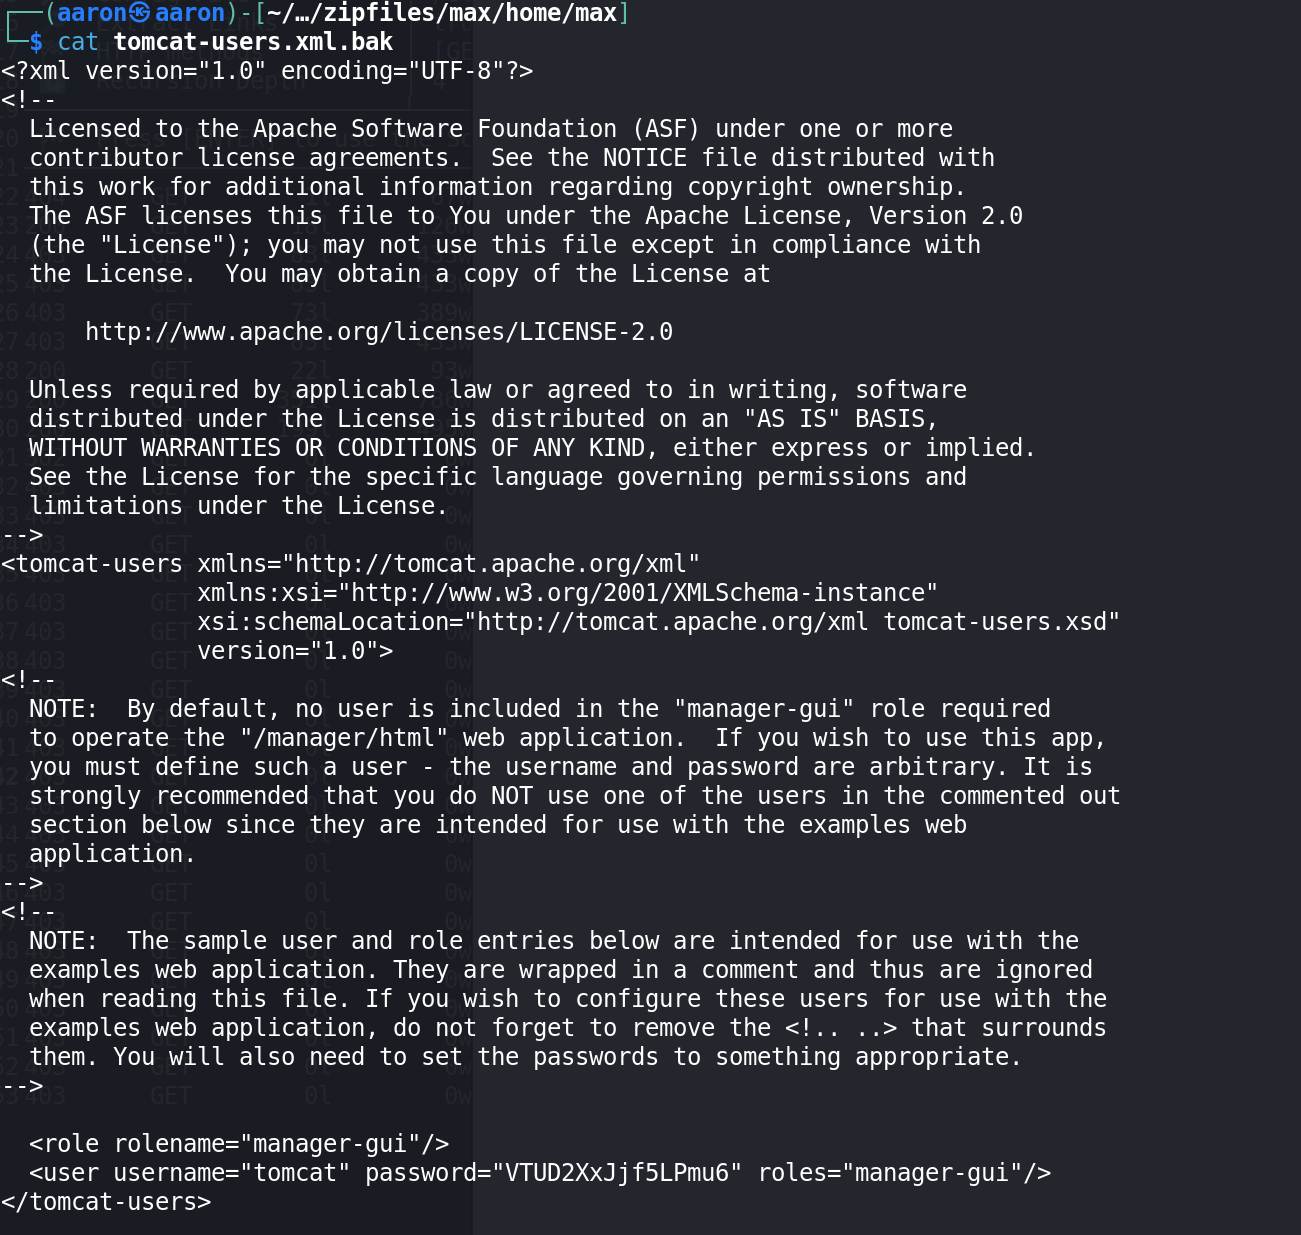 (aaron㉿aaron)-[~/…/zipfiles/max/home/max]
$ cat tomcat-users.xml.bak
<?xml version="1.0" encoding="UTF-8"?>
<!--
  Licensed to the Apache Software Foundation (ASF) under one or more
  contributor license agreements.  See the NOTICE file distributed with
  this work for additional information regarding copyright ownership.
  The ASF licenses this file to You under the Apache License, Version 2.0
  (the "License"); you may not use this file except in compliance with
  the License.  You may obtain a copy of the License at

      http://www.apache.org/licenses/LICENSE-2.0

  Unless required by applicable law or agreed to in writing, software
  distributed under the License is distributed on an "AS IS" BASIS,
  WITHOUT WARRANTIES OR CONDITIONS OF ANY KIND, either express or implied.
  See the License for the specific language governing permissions and
  limitations under the License.
-->
<tomcat-users xmlns="http://tomcat.apache.org/xml"
              xmlns:xsi="http://www.w3.org/2001/XMLSchema-instance"
              xsi:schemaLocation="http://tomcat.apache.org/xml tomcat-users.xsd"
              version="1.0">
<!--
  NOTE:  By default, no user is included in the "manager-gui" role required
  to operate the "/manager/html" web application.  If you wish to use this app,
  you must define such a user - the username and password are arbitrary. It is
  strongly recommended that you do NOT use one of the users in the commented out
  section below since they are intended for use with the examples web
  application.
-->
<!--
  NOTE:  The sample user and role entries below are intended for use with the
  examples web application. They are wrapped in a comment and thus are ignored
  when reading this file. If you wish to configure these users for use with the
  examples web application, do not forget to remove the <!.. ..> that surrounds
  them. You will also need to set the passwords to something appropriate.
-->

  <role rolename="manager-gui"/>
  <user username="tomcat" password="VTUD2XxJjf5LPmu6" roles="manager-gui"/>
</tomcat-users>